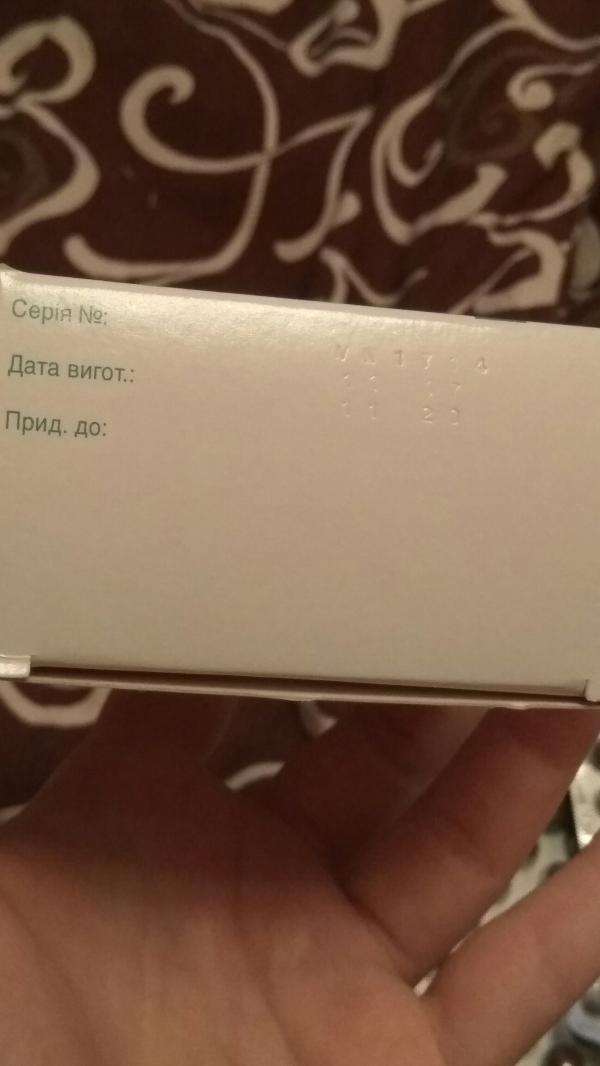 Серія №:
Дата вигот.:
Прид. до:
11 17
11 20